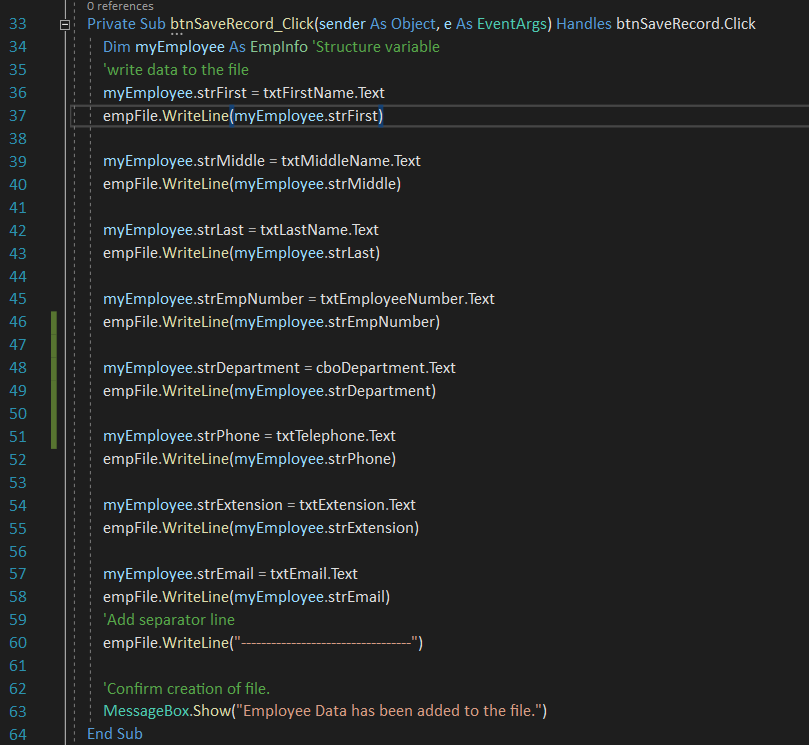 0 references
33 Private Sub btnSaveRecord_Click(sender As Object, e As EventArgs) Handles btnSaveRecord.Click
34 Dim myEmployee As EmpInfo 'Structure variable
35 'write data to the file
36 myEmployee.strFirst = txtFirstName.Text
37 empFile.WriteLine(myEmployee.strFirst)
38
39 myEmployee.strMiddle = txtMiddleName.Text
40 empFile.WriteLine(myEmployee.strMiddle)
41
42 myEmployee.strLast = txtLastName.Text
43 empFile.WriteLine(myEmployee.strLast)
44
45 myEmployee.strEmpNumber = txtEmployeeNumber.Text
46 empFile.WriteLine(myEmployee.strEmpNumber)
47
48 myEmployee.strDepartment = cboDepartment.Text
49 empFile.WriteLine(myEmployee.strDepartment)
50
51 myEmployee.strPhone = txtTelephone.Text
52 empFile.WriteLine(myEmployee.strPhone)
53
54 myEmployee.strExtension = txtExtension.Text
55 empFile.WriteLine(myEmployee.strExtension)
56
57 myEmployee.strEmail = txtEmail.Text
58 empFile.WriteLine(myEmployee.strEmail)
59 'Add separator line
60 empFile.WriteLine("----------------------------------")
61
62 'Confirm creation of file.
63 MessageBox.Show("Employee Data has been added to the file.")
64 End Sub